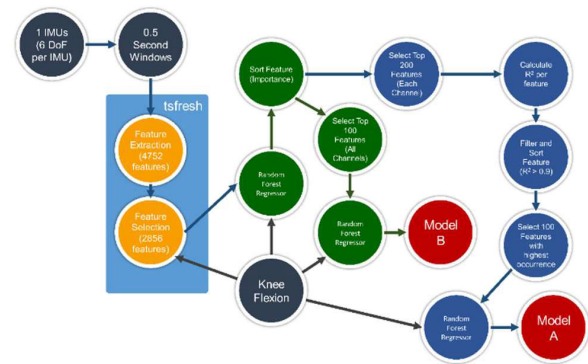 1 IMUs
(6 DoF
per IMU)
0.5
Second
Windows
tsfresh
Feature
Extraction
(4752
features)
Feature
Selection
(2856
features)
Sort Feature
(Importance)
Select Top
100
Features
(All
Channels)
Random
Forest
Regressor
Random
Forest
Regressor
Model
B
Knee
Flexion
Select Top
200
Features
(Each
Channel)
Calculate
R² per
feature
Filter and
Sort
Feature
(R² > 0.9)
Select 100
Features
with
highest
occurrence
Random
Forest
Regressor
Model
A